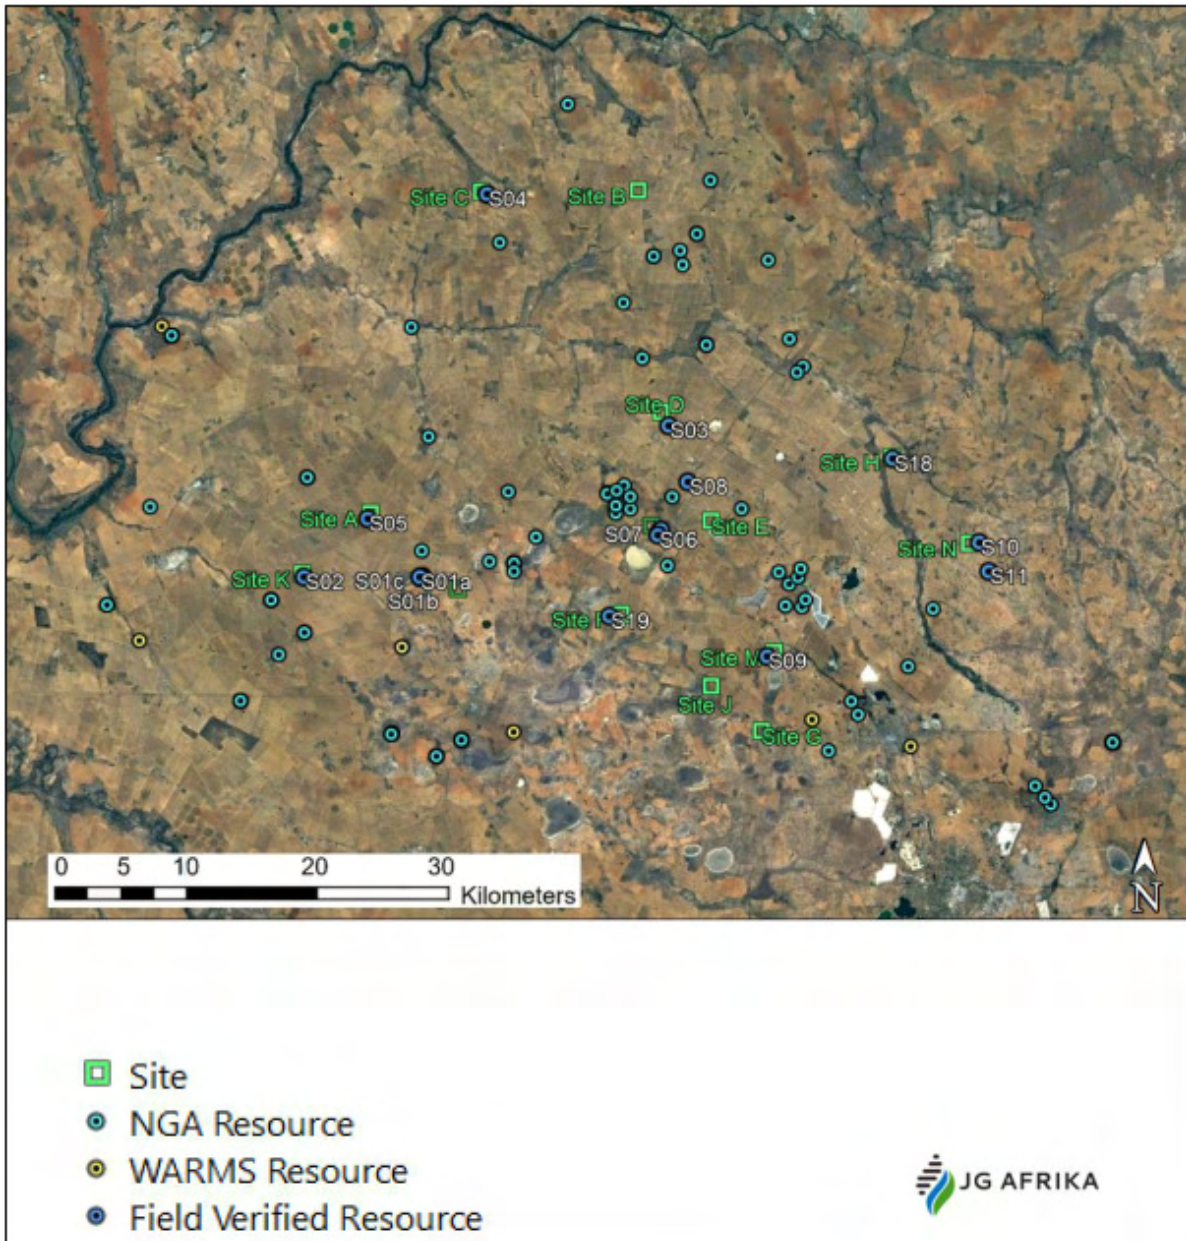 Site C
S04
Site B
Site D
S03
Site H
S18
S08
Site A
S05
S07
S06
Site E
Site N
S10
S11
Site K
S02
S01c
S01a
S01b
S19
Site M
S09
Site J
Site G
0 5 10 20 30
Kilometers
N
Site
NGA Resource
WARMS Resource
Field Verified Resource
JG AFRIKA